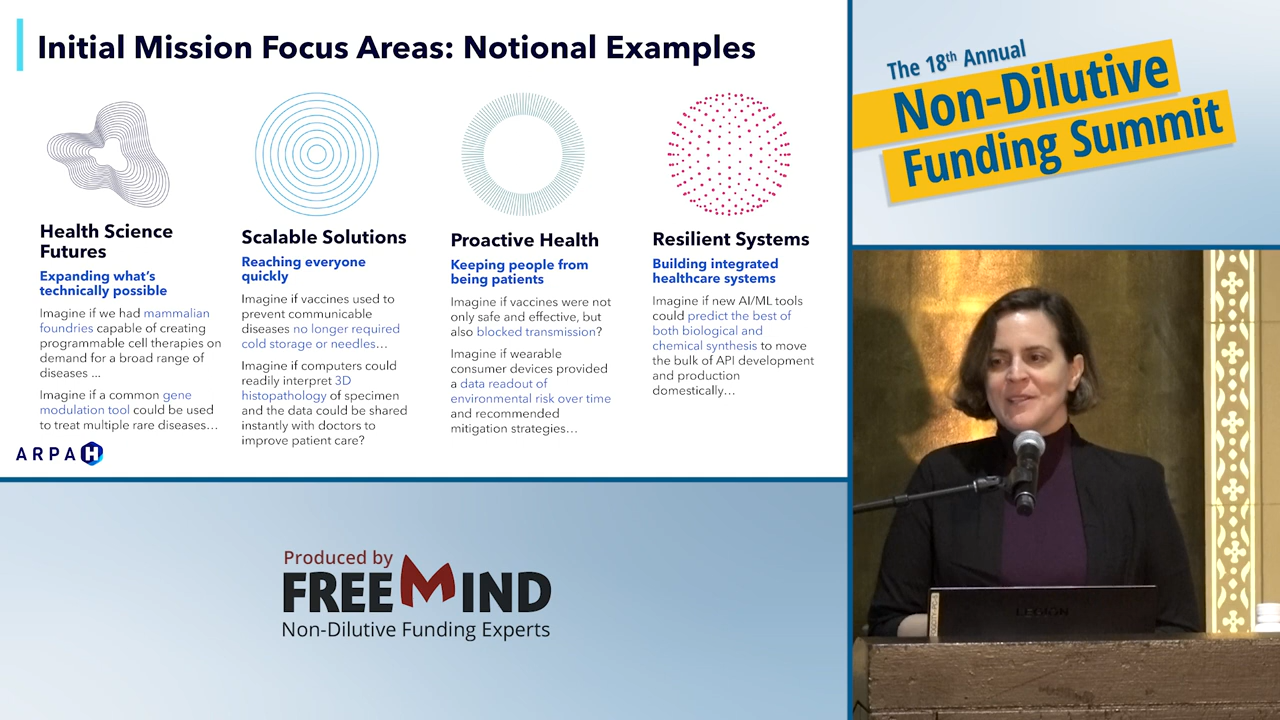 Initial Mission Focus Areas: Notional Examples
Health Science
Futures
Expanding what's
technically possible
Imagine if we had mammalian
foundries capable of creating
programmable cell therapies on
demand for a broad range of
diseases ...
Imagine if a common gene
modulation tool could be used
to treat multiple rare diseases...
Scalable Solutions
Reaching everyone
quickly
Imagine if vaccines used to
prevent communicable
diseases no longer required
cold storage or needles...
Imagine if computers could
readily interpret 3D
histopathology of specimen
and the data could be shared
instantly with doctors to
improve patient care?
Proactive Health
Keeping people from
being patients
Imagine if vaccines were not
only safe and effective, but
also blocked transmission?
Imagine if wearable
consumer devices provided
a data readout of
environmental risk over time
and recommended
mitigation strategies...
Resilient Systems
Building integrated
healthcare systems
Imagine if new AI/ML tools
could predict the best of
both biological and
chemical synthesis to move
the bulk of API development
and production
domestically...
ARPA H
The 18th Annual
Non-Dilutive
Funding Summit
Produced by
FREEMIND
Non-Dilutive Funding Experts
LEGION